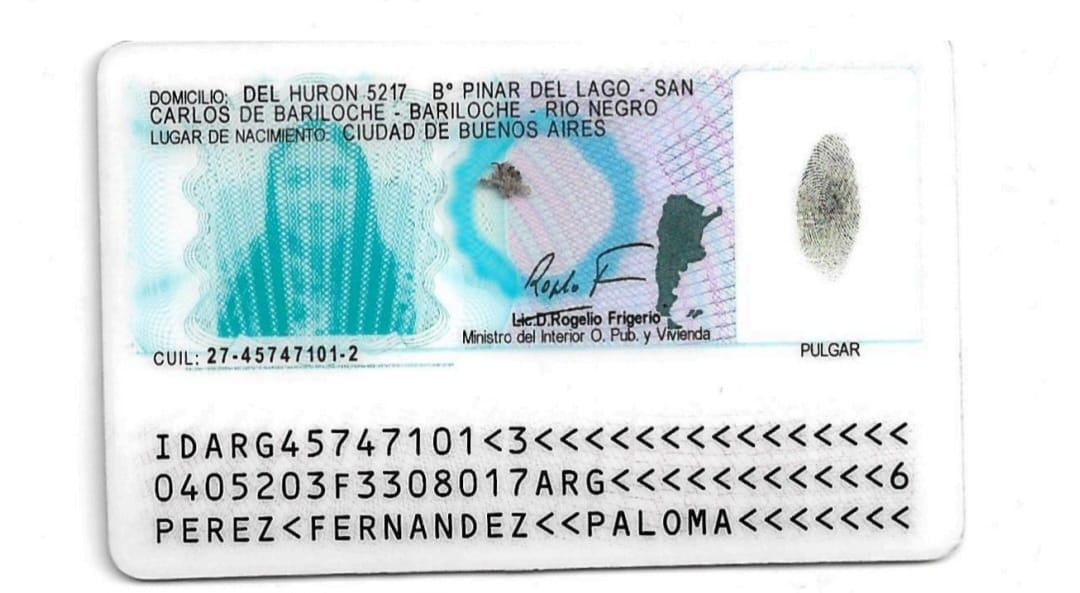 DOMICILIO: DEL HURON 5217 B° PINAR DEL LAGO - SAN
CARLOS DE BARILOCHE - BARILOCHE - RIO NEGRO
LUGAR DE NACIMIENTO: CIUDAD DE BUENOS AIRES
Lic.D.Rogelio Frigerio
Ministro del Interior O. Pub. y Vivienda
CUIL: 27-45747101-2
PULGAR
IDARG45747101<3<<<<<<<<<<<<<<<
0405203F3308017ARG<<<<<<<<<<<6
PEREZ<FERNANDEZ<<PALOMA<<<<<<<